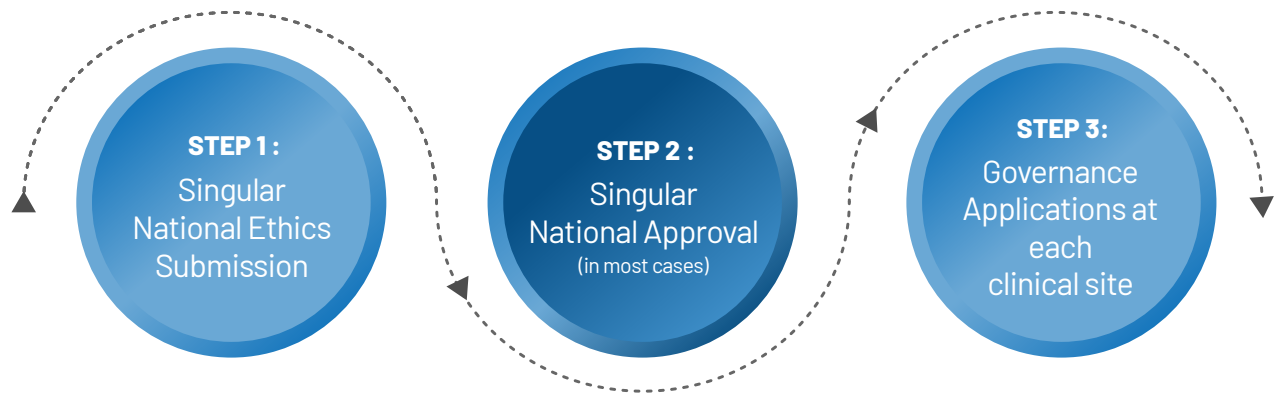 STEP 1 :
Singular
National Ethics
Submission
STEP 2 :
Singular
National Approval
(in most cases)
STEP 3:
Governance
Applications at
each
clinical site